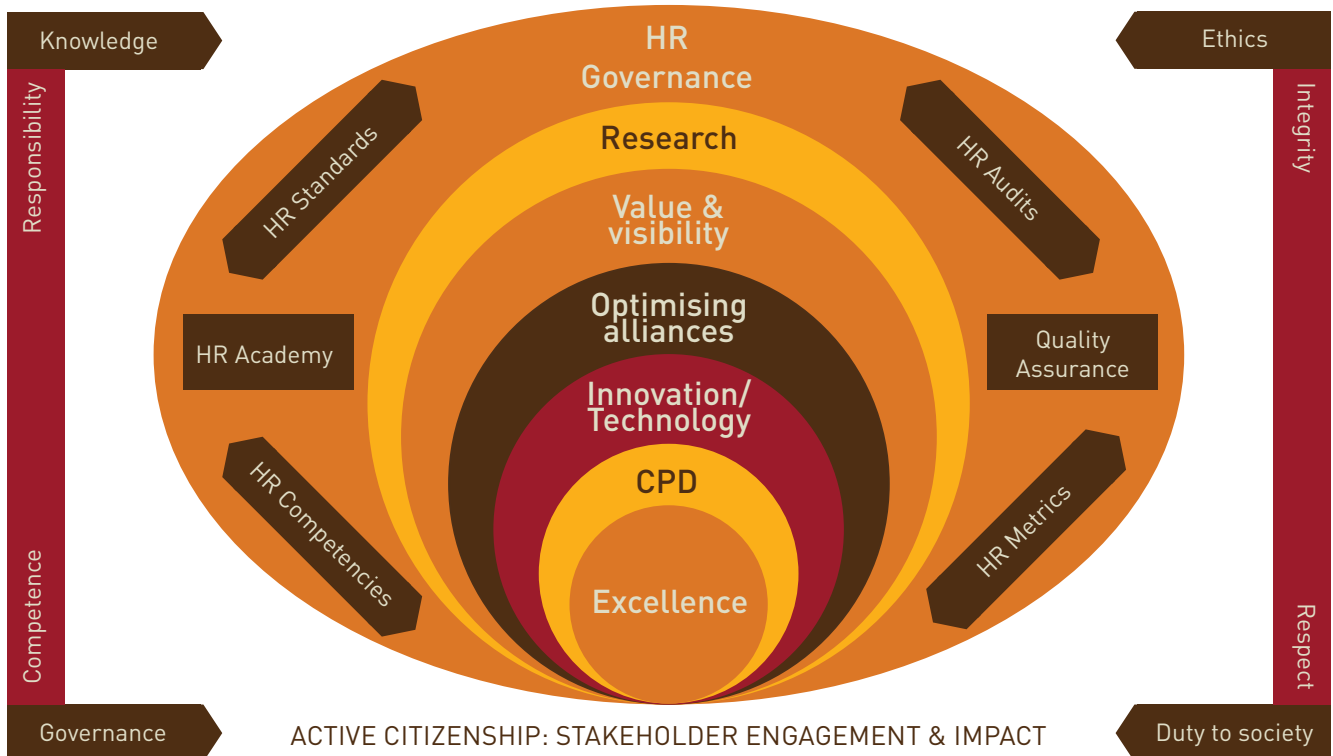 Knowledge
HR
Governance
Ethics
Responsibility
HR Standards
Research
HR Audits
Integrity
Value &
visibility
HR Academy
Optimising
alliances
Quality
Assurance
Innovation/
Technology
Competence
HR Competencies
CPD
HR Metrics
Respect
Excellence
Governance
ACTIVE CITIZENSHIP: STAKEHOLDER ENGAGEMENT & IMPACT
Duty to society